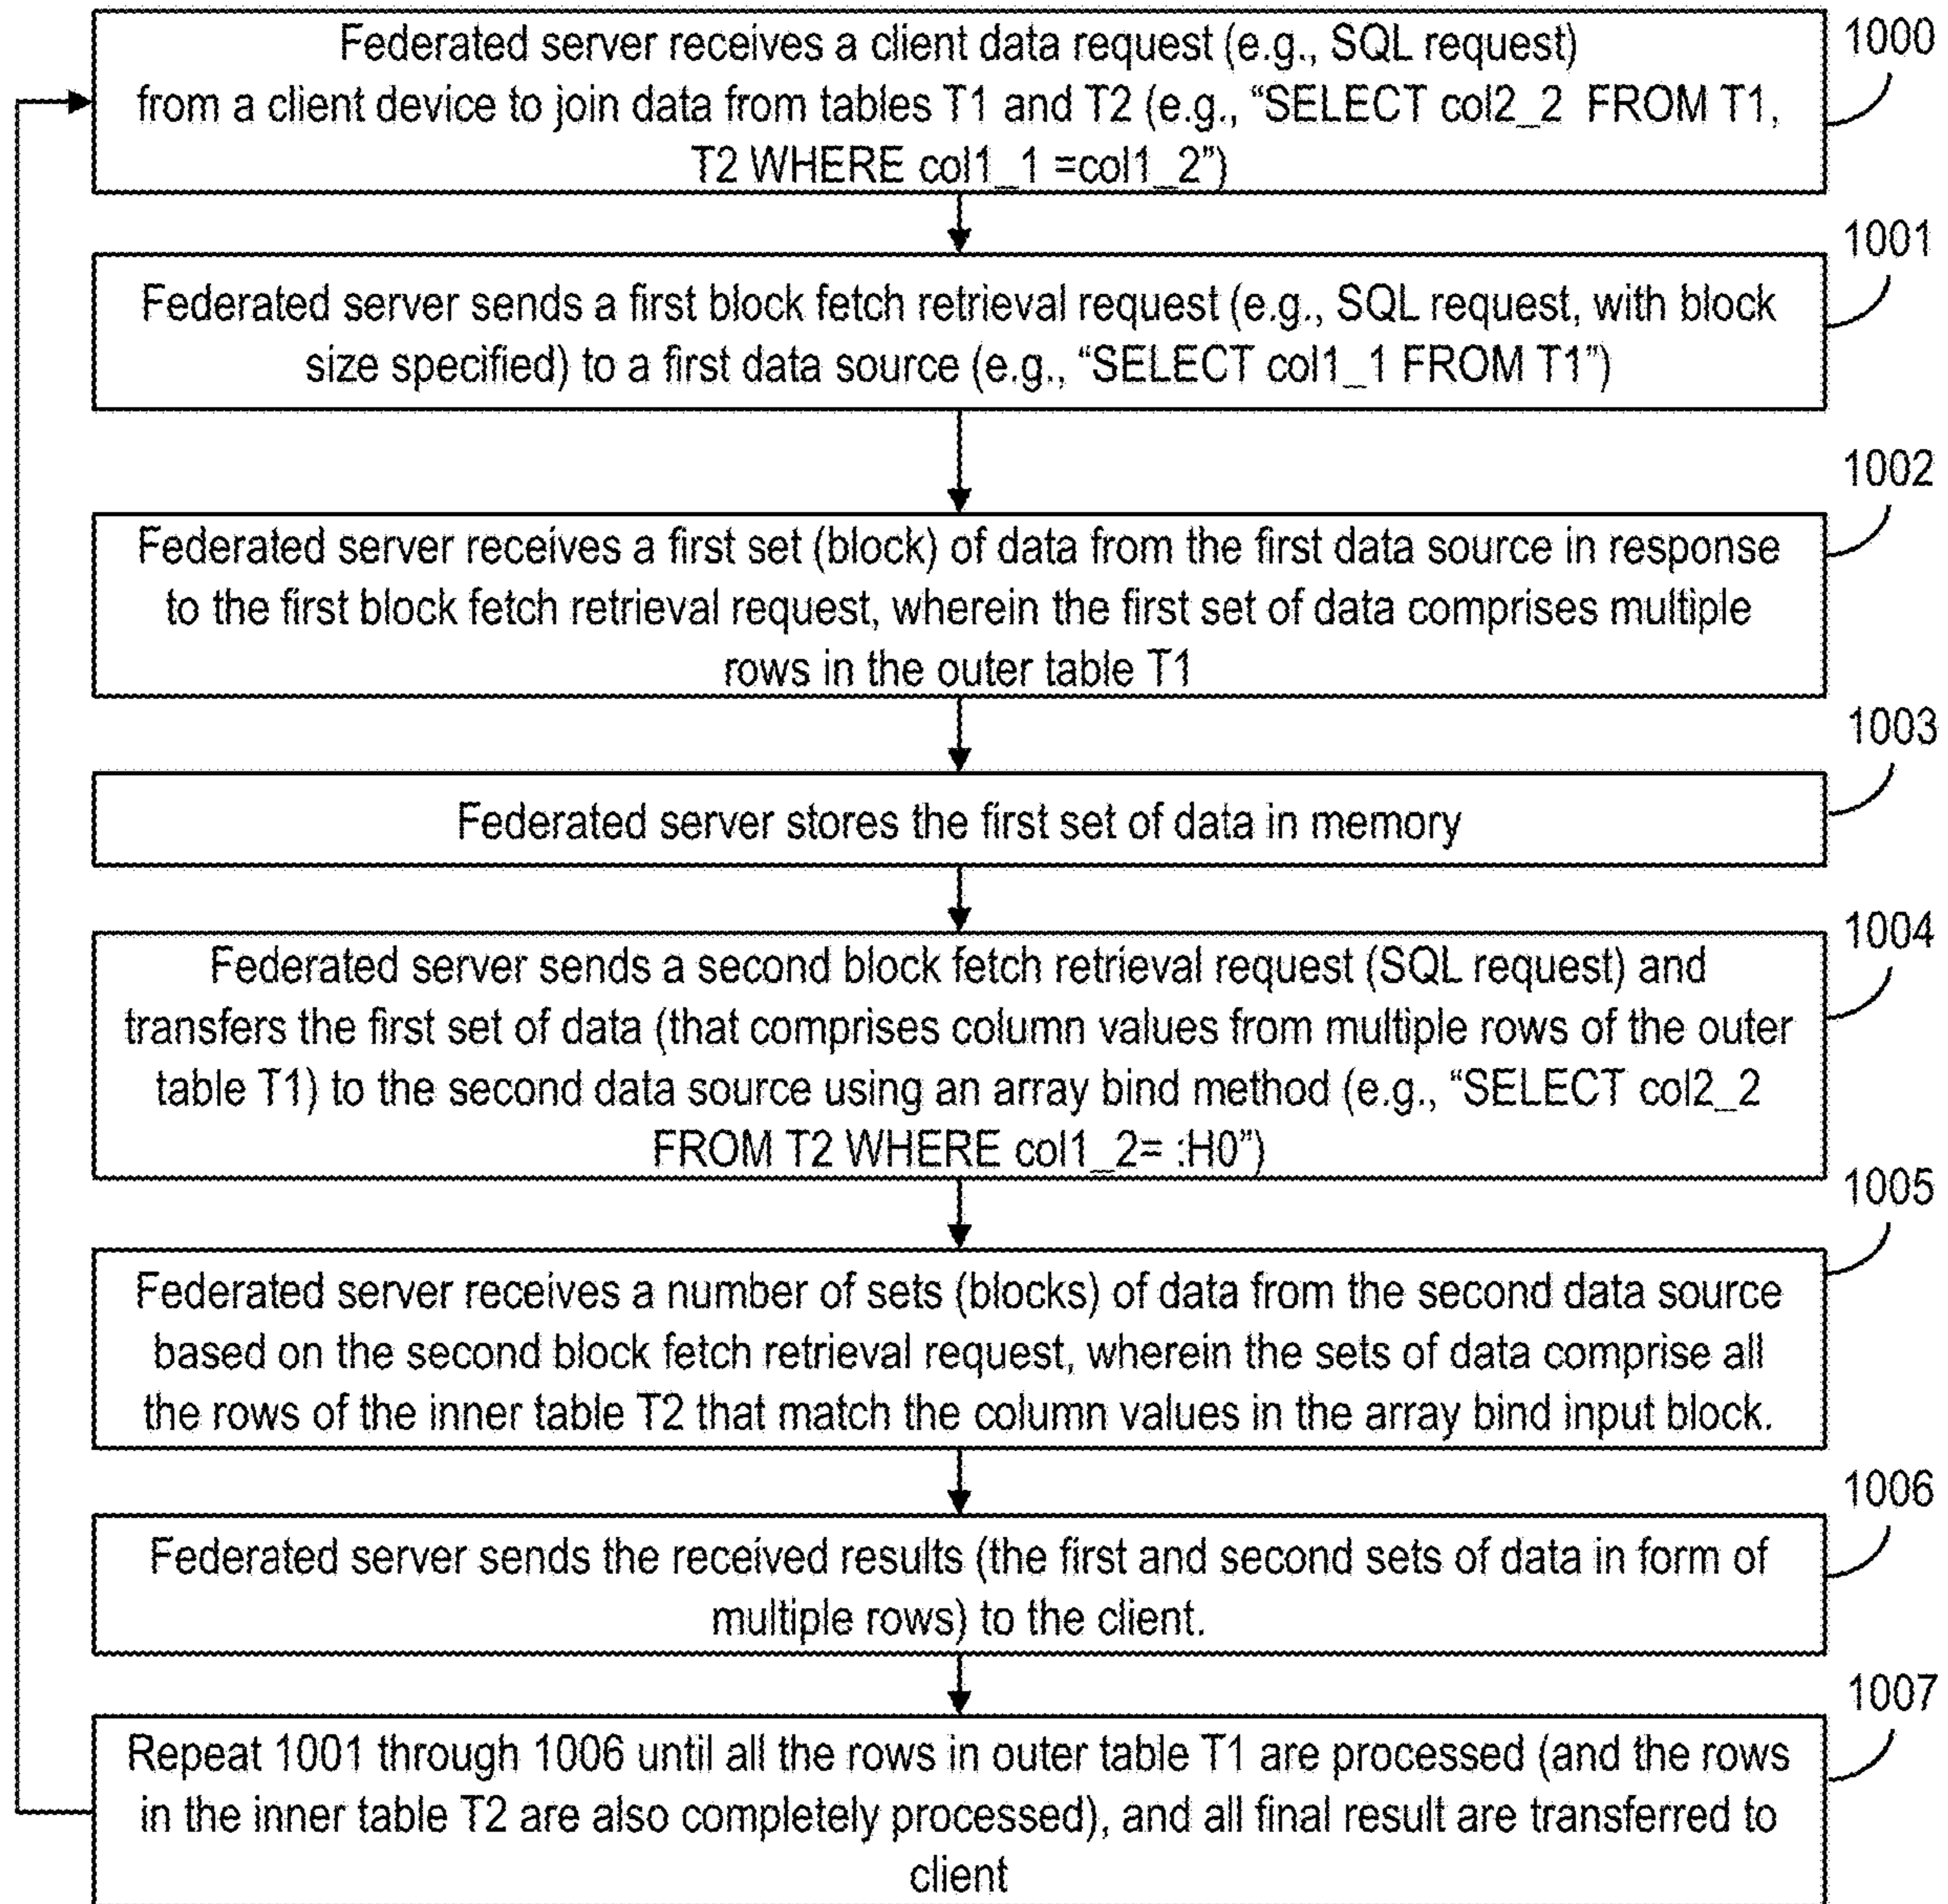 Federated server receives a client data request (e.g., SQL request)
from a client device to join data from tables T1 and T2 (e.g., “SELECT col2_2 FROM T1,
T2 WHERE col1_1 =col1_2”)
1000
Federated server sends a first block fetch retrieval request (e.g., SQL request, with block
size specified) to a first data source (e.g., “SELECT col1_1 FROM T1”)
1001
Federated server receives a first set (block) of data from the first data source in response
to the first block fetch retrieval request, wherein the first set of data comprises multiple
rows in the outer table T1
1002
Federated server stores the first set of data in memory
1003
Federated server sends a second block fetch retrieval request (SQL request) and
transfers the first set of data (that comprises column values from multiple rows of the outer
table T1) to the second data source using an array bind method (e.g., “SELECT col2_2
FROM T2 WHERE col1_2= :H0”)
1004
Federated server receives a number of sets (blocks) of data from the second data source
based on the second block fetch retrieval request, wherein the sets of data comprise all
the rows of the inner table T2 that match the column values in the array bind input block.
1005
Federated server sends the received results (the first and second sets of data in form of
multiple rows) to the client.
1006
Repeat 1001 through 1006 until all the rows in outer table T1 are processed (and the rows
in the inner table T2 are also completely processed), and all final result are transferred to
client
1007